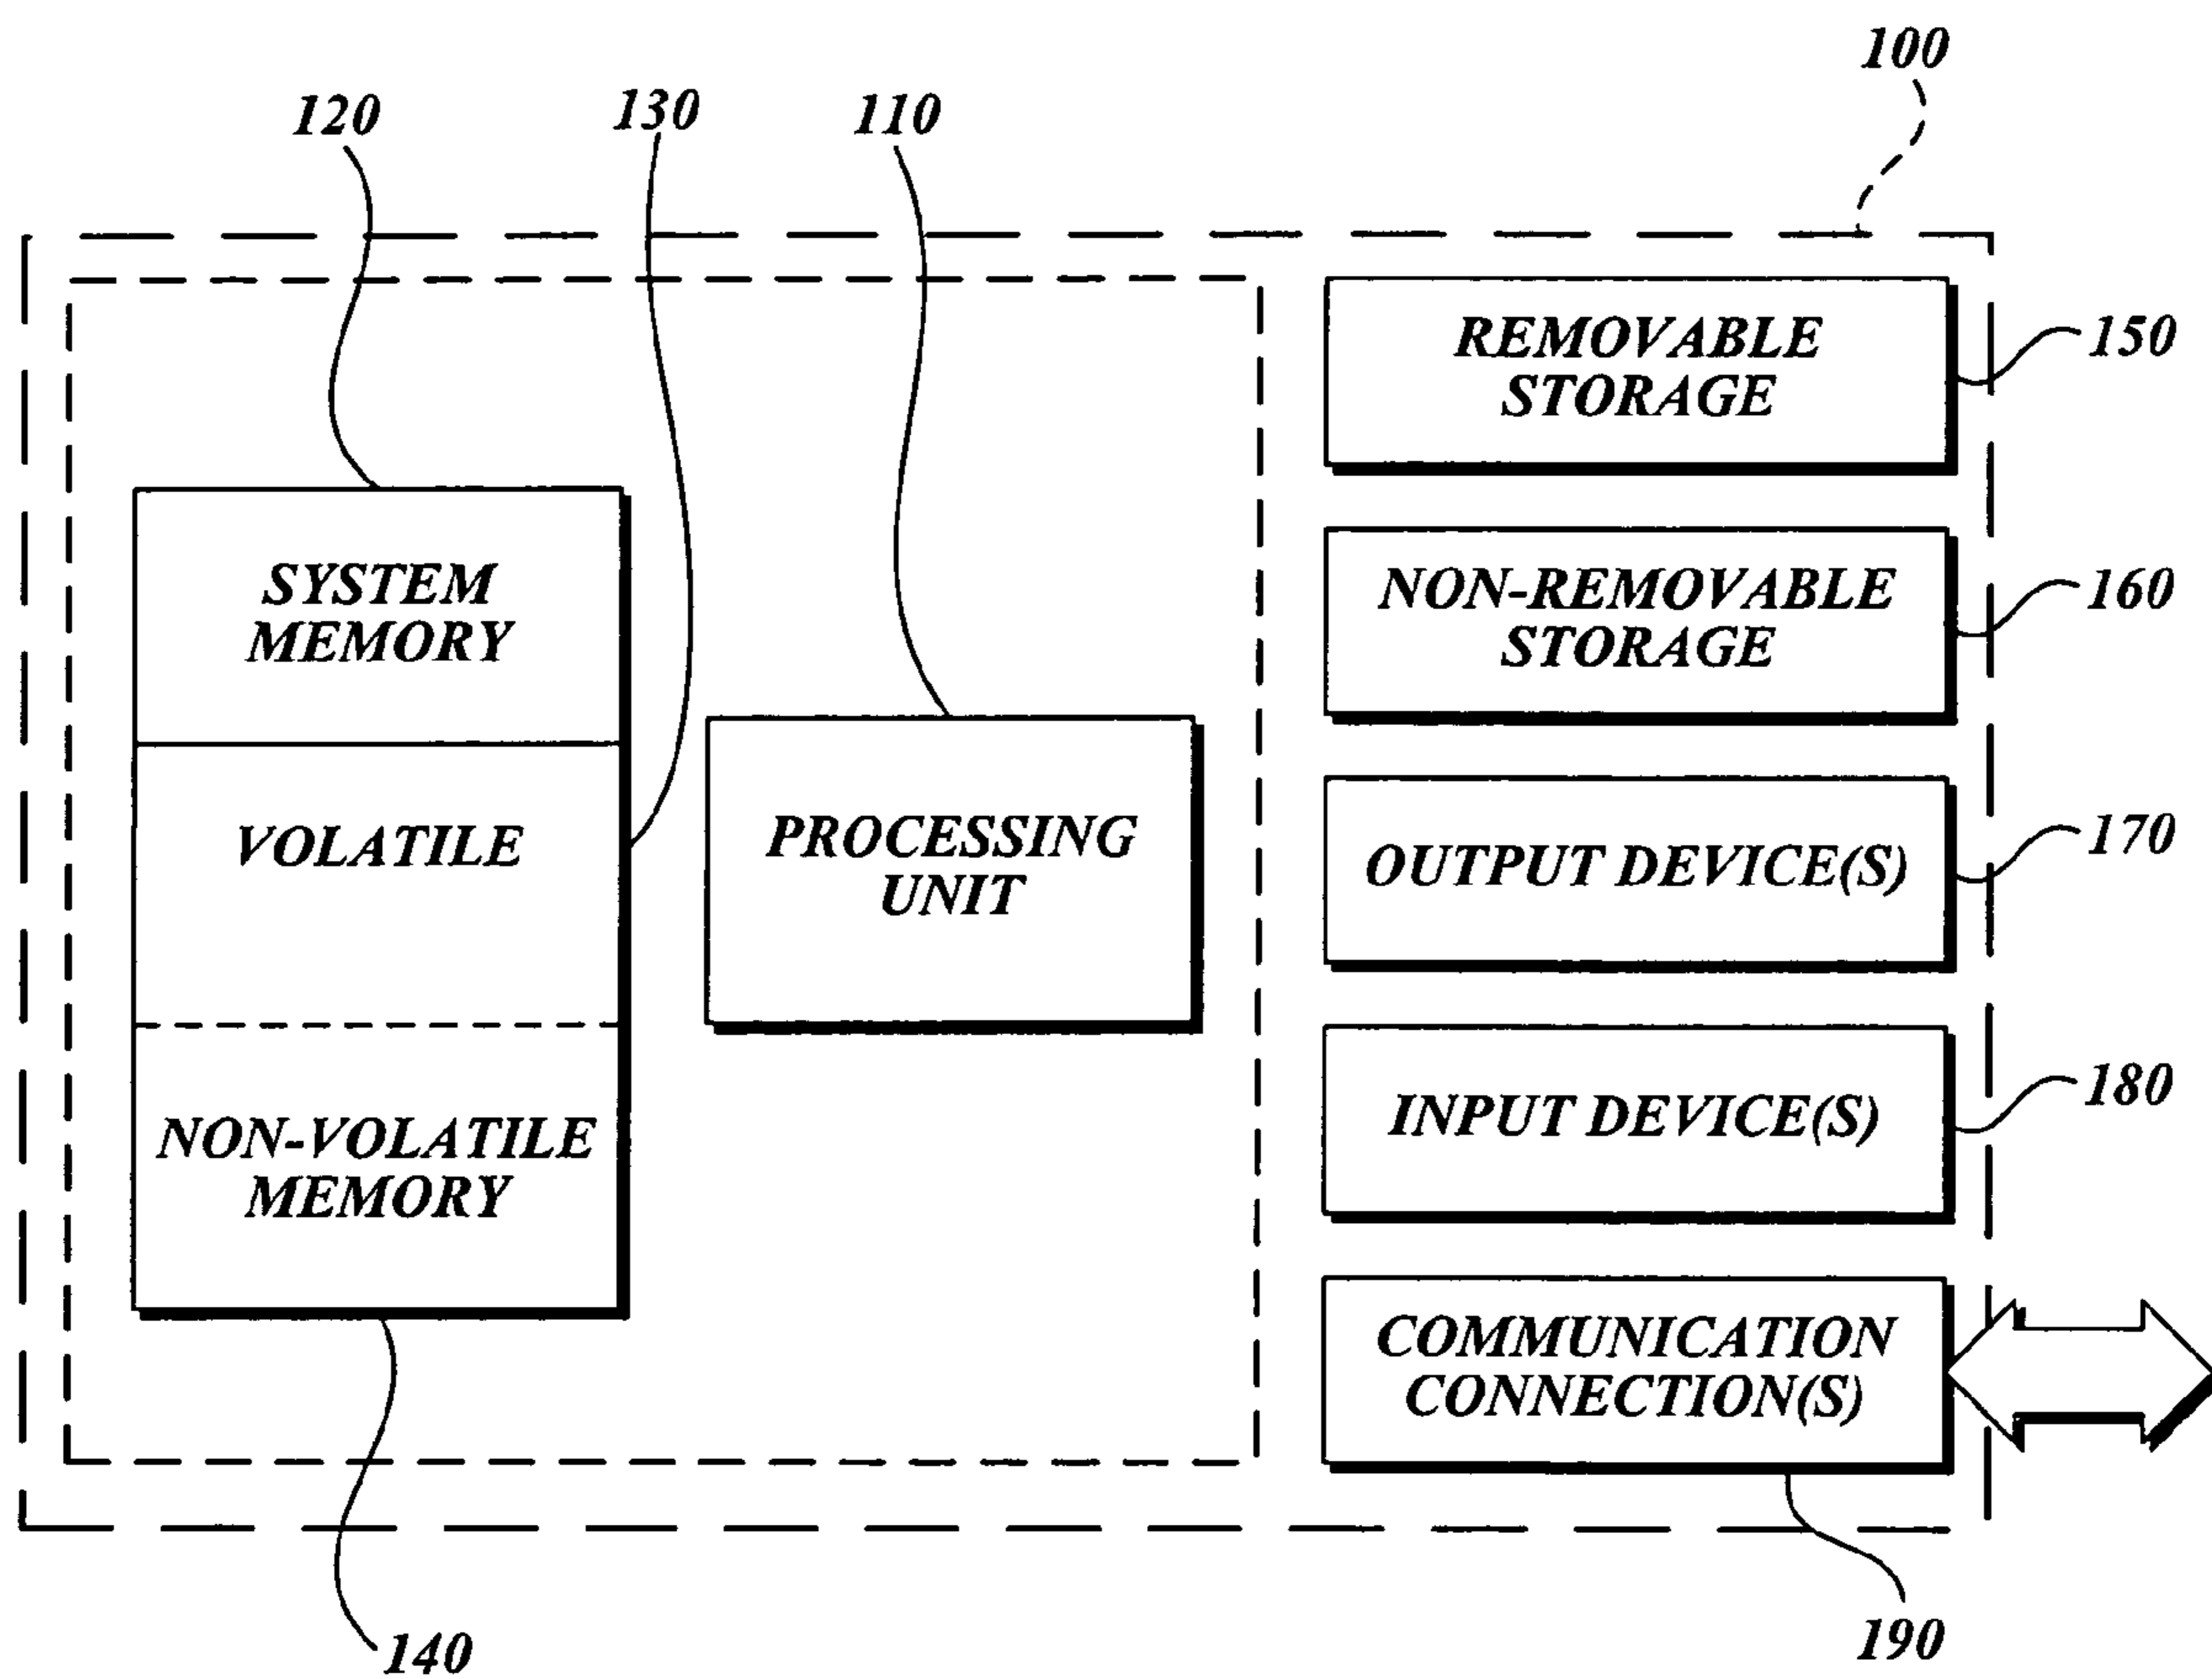 100
120
130
110
REMOVABLE
STORAGE
150
SYSTEM
MEMORY
NON-REMOVABLE
STORAGE
160
VOLATILE
PROCESSING
UNIT
OUTPUT DEVICE(S)
170
NON-VOLATILE
MEMORY
INPUT DEVICE(S)
180
COMMUNICATION
CONNECTION(S)
140
190